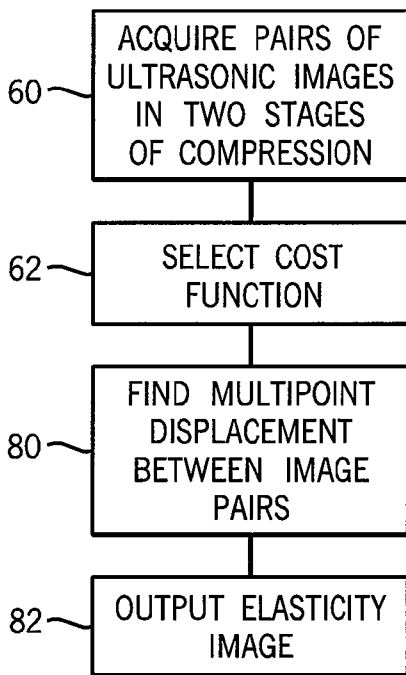 60
ACQUIRE PAIRS OF
ULTRASONIC IMAGES
IN TWO STAGES
OF COMPRESSION
62
SELECT COST
FUNCTION
80
FIND MULTIPOINT
DISPLACEMENT
BETWEEN IMAGE
PAIRS
82
OUTPUT ELASTICITY
IMAGE